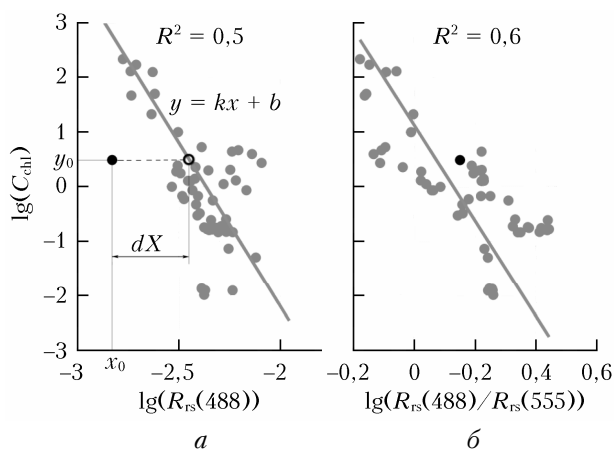 3
2
1
0
−1
−2
−3
lg(C_chl)
y₀
R² = 0,5
y = kx + b
dX
x₀
−3 −2,5 −2
lg(R_rs(488))
а
R² = 0,6
−0,2 0 −0,2 0,4 0,6
lg(R_rs(488)/R_rs(555))
б